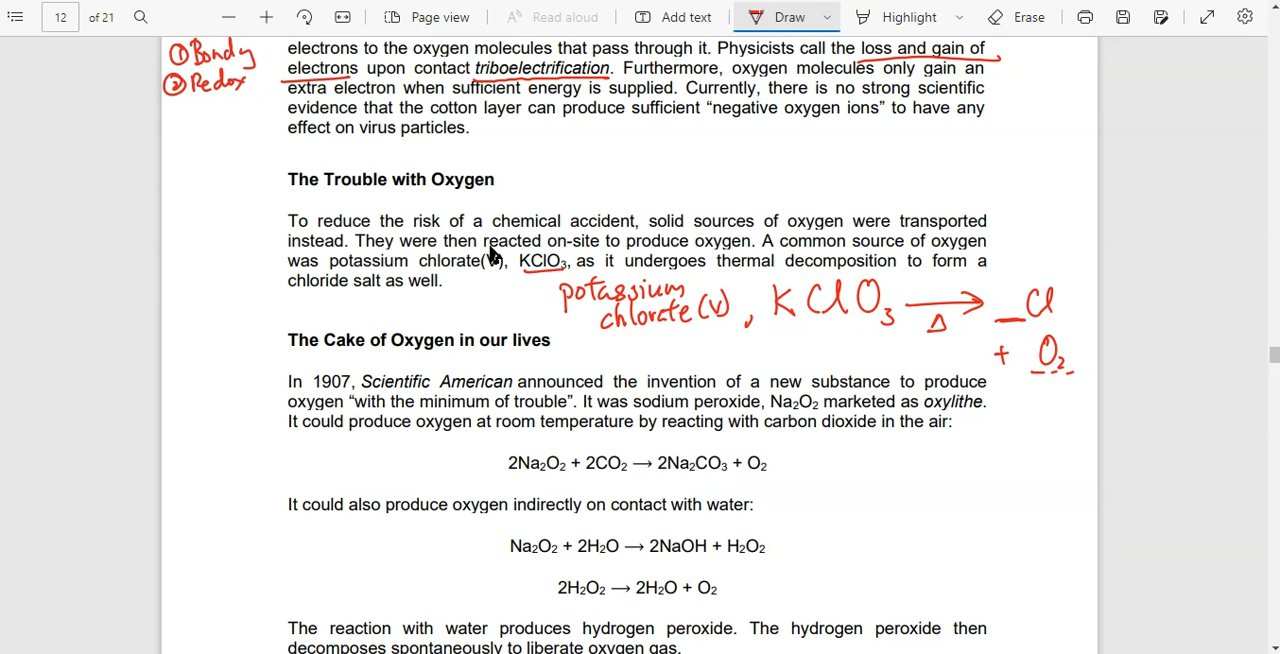 12 of 21 Page view Read aloud Add text Draw Highlight Erase
① Bondg
② Redox
electrons to the oxygen molecules that pass through it. Physicists call the loss and gain of
electrons upon contact triboelectrification. Furthermore, oxygen molecules only gain an
extra electron when sufficient energy is supplied. Currently, there is no strong scientific
evidence that the cotton layer can produce sufficient “negative oxygen ions” to have any
effect on virus particles.
The Trouble with Oxygen
To reduce the risk of a chemical accident, solid sources of oxygen were transported
instead. They were then reacted on-site to produce oxygen. A common source of oxygen
was potassium chlorate(V), KClO₃, as it undergoes thermal decomposition to form a
chloride salt as well.
potassium
chlorate (V), KClO₃ → _Cl
Δ
+ O₂
The Cake of Oxygen in our lives
In 1907, Scientific American announced the invention of a new substance to produce
oxygen “with the minimum of trouble”. It was sodium peroxide, Na₂O₂ marketed as oxylithe.
It could produce oxygen at room temperature by reacting with carbon dioxide in the air:
2Na₂O₂ + 2CO₂ → 2Na₂CO₃ + O₂
It could also produce oxygen indirectly on contact with water:
Na₂O₂ + 2H₂O → 2NaOH + H₂O₂
2H₂O₂ → 2H₂O + O₂
The reaction with water produces hydrogen peroxide. The hydrogen peroxide then
decomposes spontaneously to liberate oxygen gas.